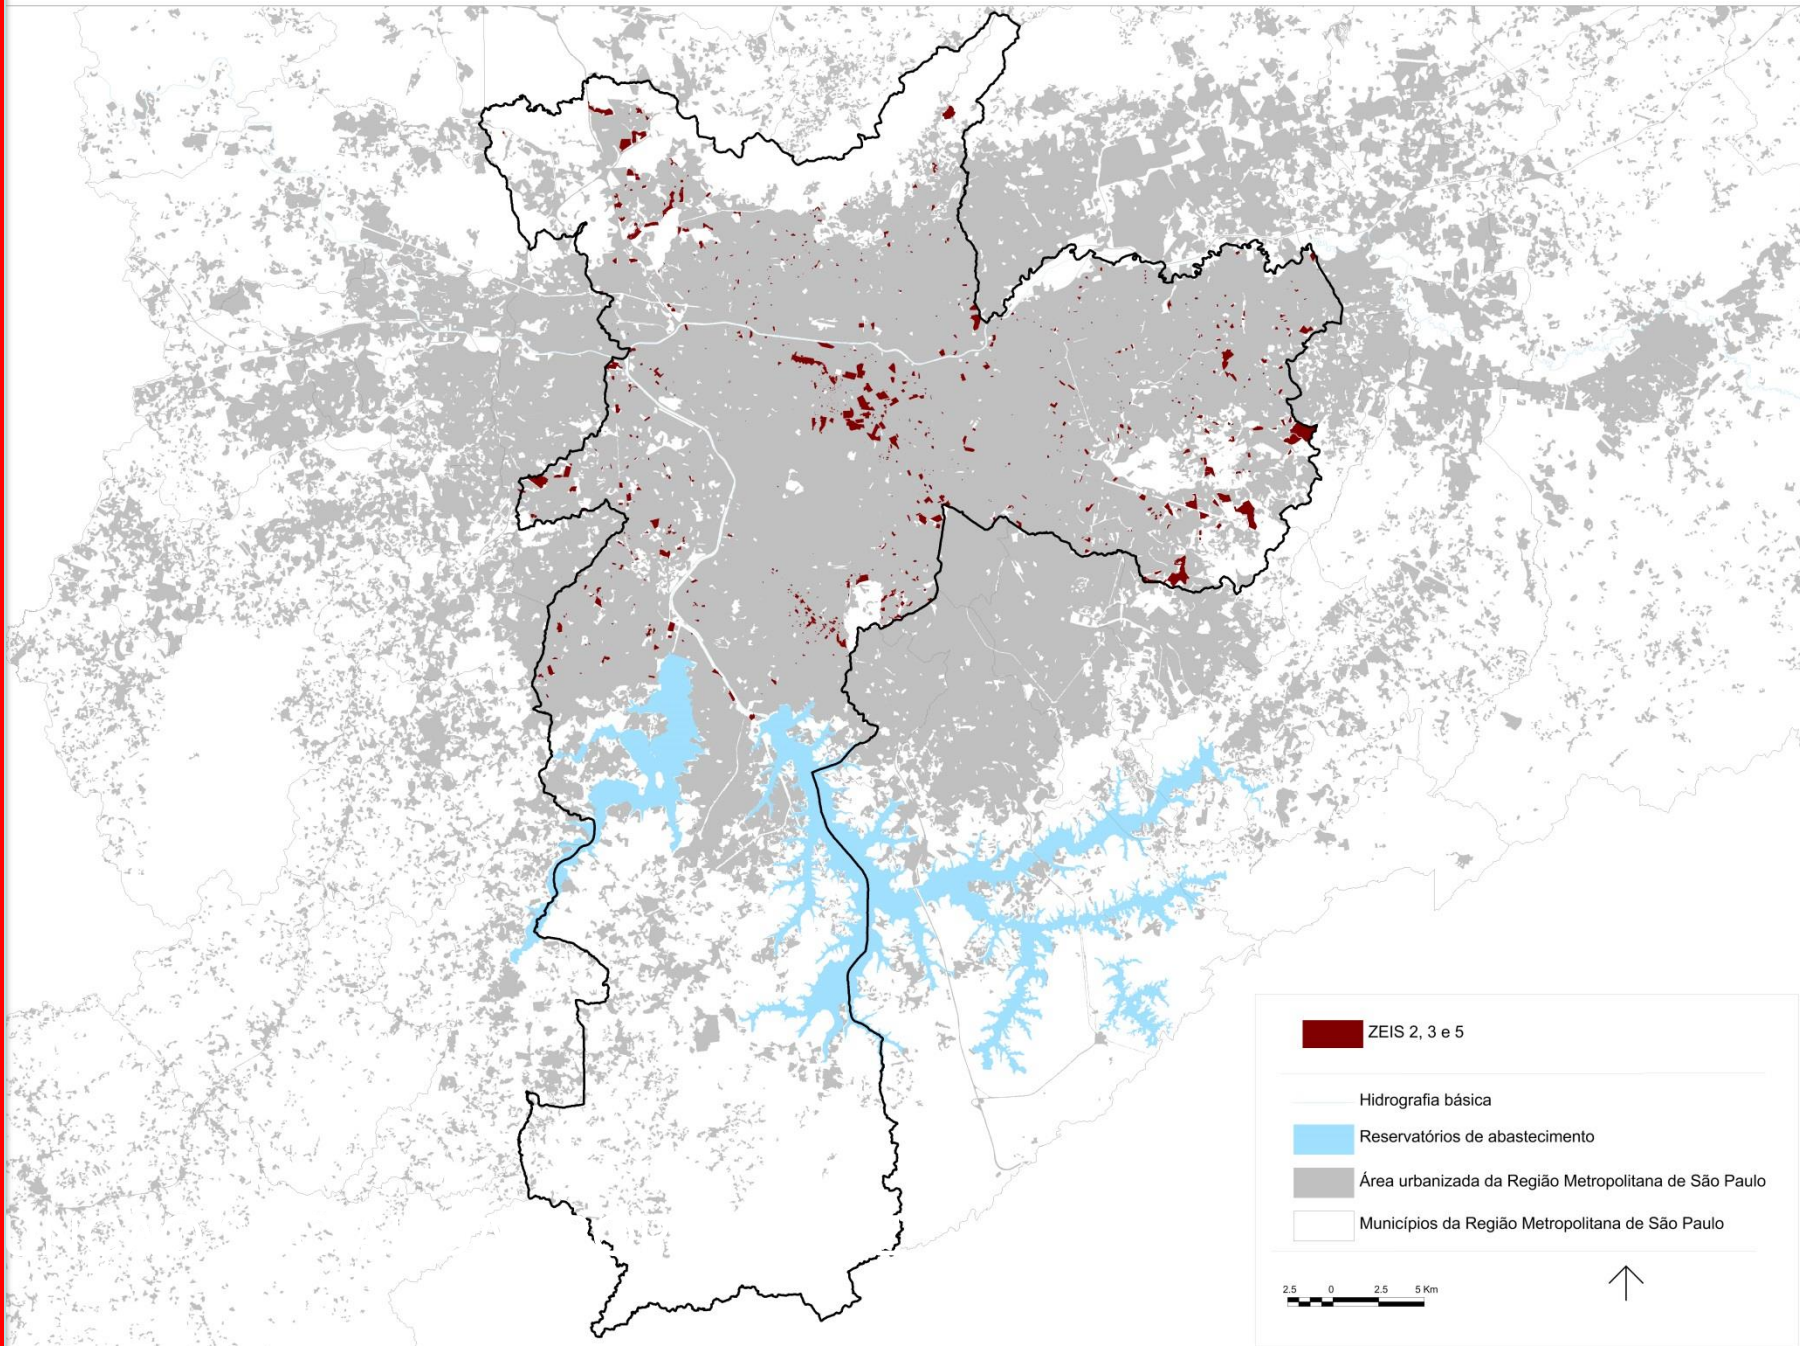 ZEIS 2, 3 e 5
Hidrografia básica
Reservatórios de abastecimento
Área urbanizada da Região Metropolitana de São Paulo
Municípios da Região Metropolitana de São Paulo
2.5 0 2.5 5 Km